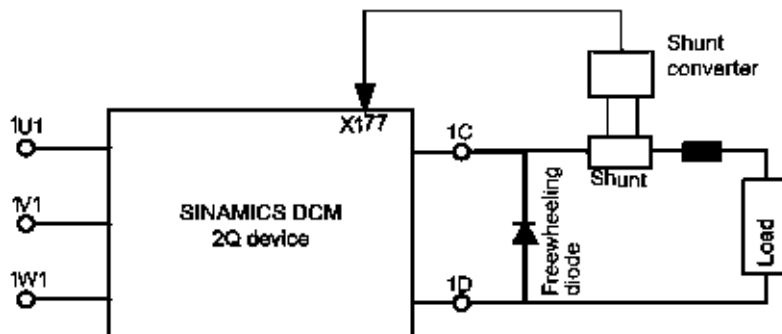 Shunt
converter
1U1
X177
1C
1V1
SINAMICS DCM
2Q device
Shunt
Freewheeling
diode
Load
1W1
1D